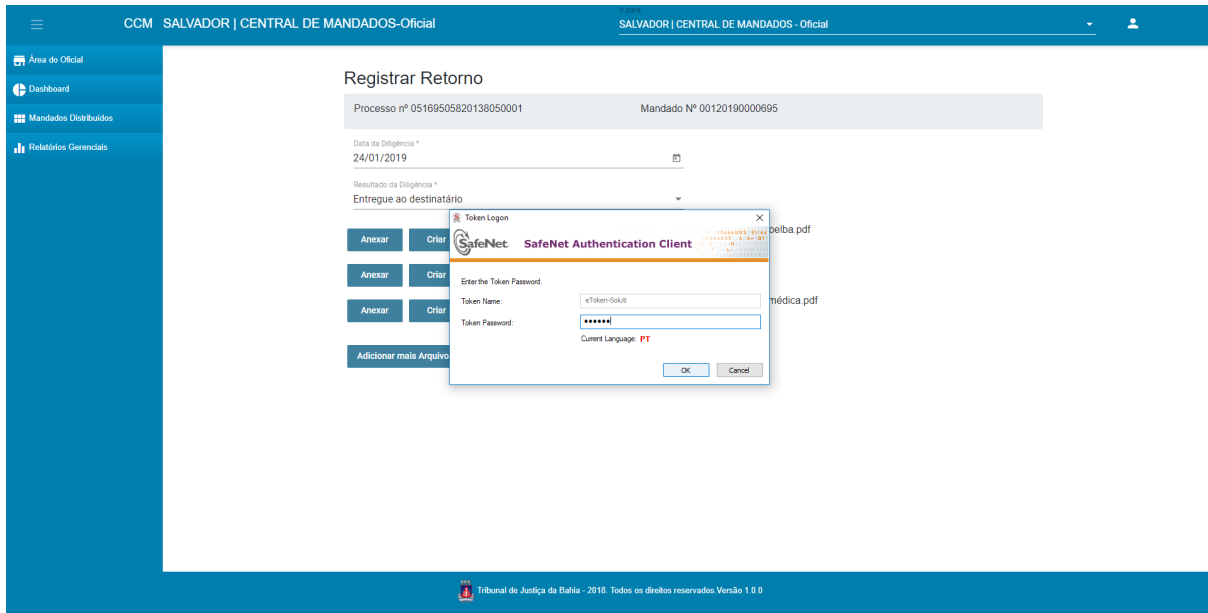 Ir para:
CCM SALVADOR | CENTRAL DE MANDADOS-Oficial
SALVADOR | CENTRAL DE MANDADOS - Oficial
Área do Oficial
Dashboard
Mandados Distribuídos
Relatórios Gerenciais
Registrar Retorno
Processo nº 05169505820138050001
Mandado Nº 00120190000695
Data da Diligência *
24/01/2019
Resultado da Diligência *
Entregue ao destinatário
Anexar
Criar
oelba.pdf
Anexar
Criar
Anexar
Criar
médica.pdf
Adicionar mais Arquivo
Token Logon
SafeNet.
SafeNet Authentication Client
Enter the Token Password.
Token Name:
eToken-Soluti
Token Password:
Current Language: PT
OK
Cancel
Tribunal de Justiça da Bahia - 2018. Todos os direitos reservados.Versão 1.0.0